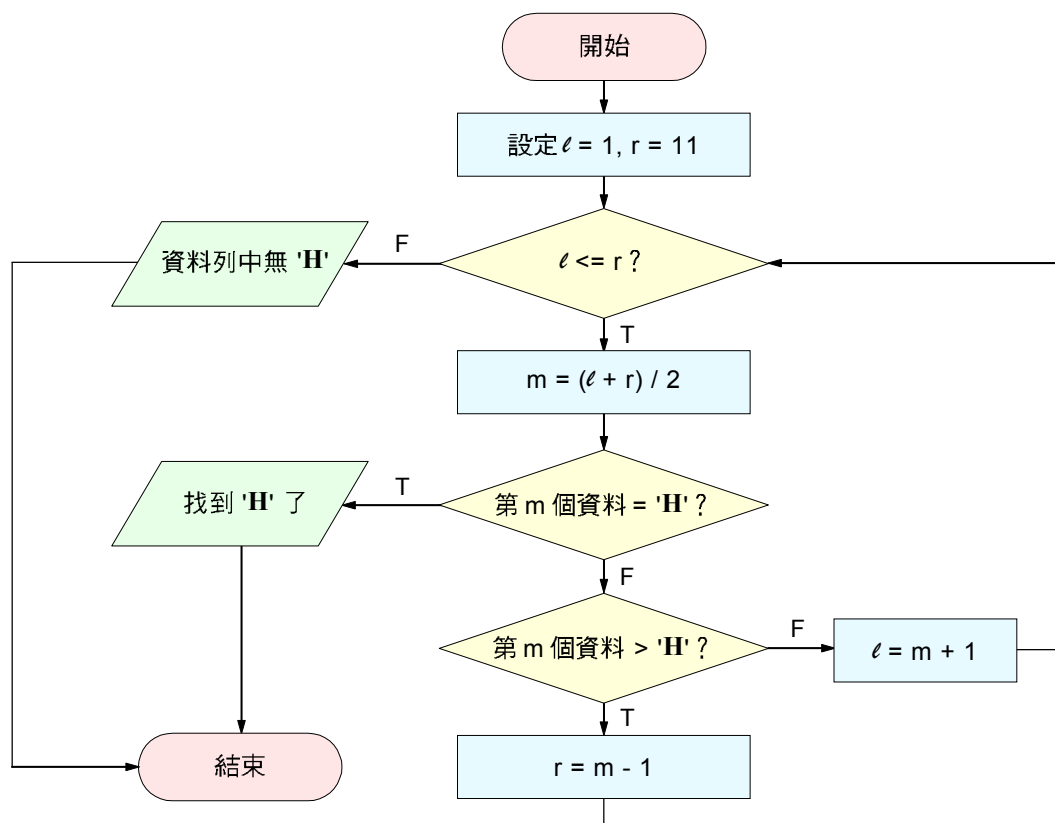 開始
設定 ℓ = 1, r = 11
ℓ <= r ?
F
資料列中無 'H'
T
m = (ℓ + r) / 2
第 m 個資料 = 'H' ?
T
找到 'H' 了
F
第 m 個資料 > 'H' ?
F
ℓ = m + 1
T
r = m - 1
結束